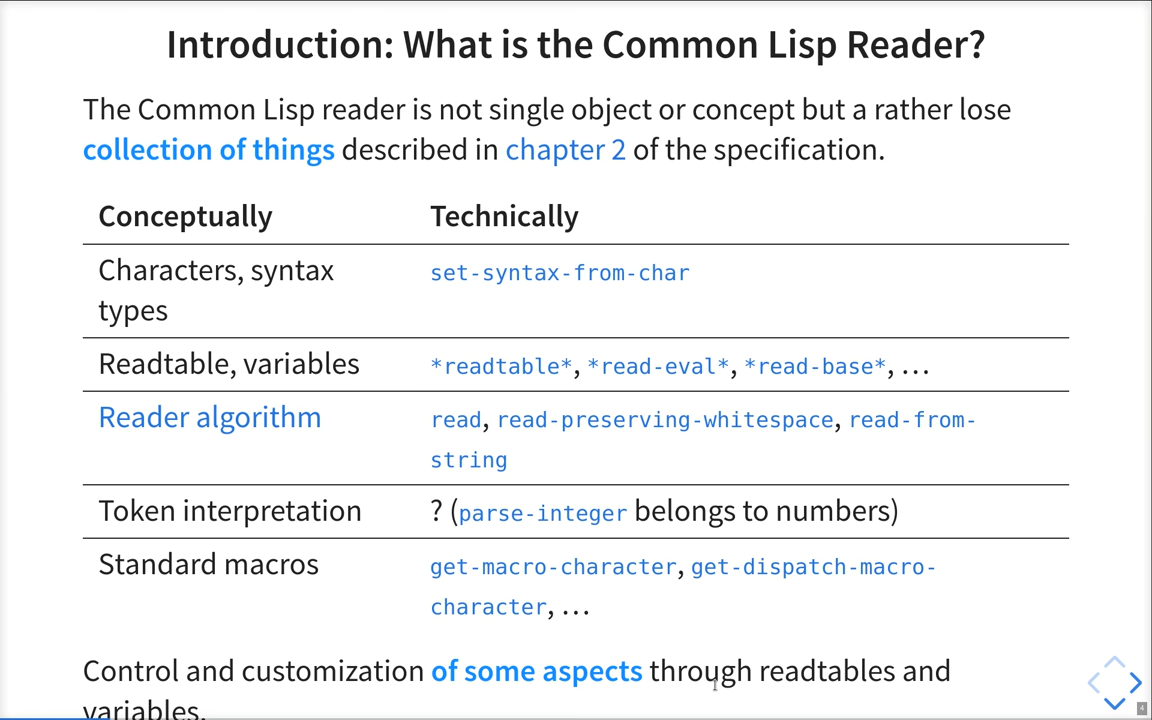 Introduction: What is the Common Lisp Reader?
The Common Lisp reader is not single object or concept but a rather lose
collection of things described in chapter 2 of the specification.
Conceptually Technically
Characters, syntax set-syntax-from-char
types
Readtable, variables *readtable*, *read-eval*, *read-base*, …
Reader algorithm read, read-preserving-whitespace, read-from-
string
Token interpretation ? (parse-integer belongs to numbers)
Standard macros get-macro-character, get-dispatch-macro-
character, …
Control and customization of some aspects through readtables and
variables.
4